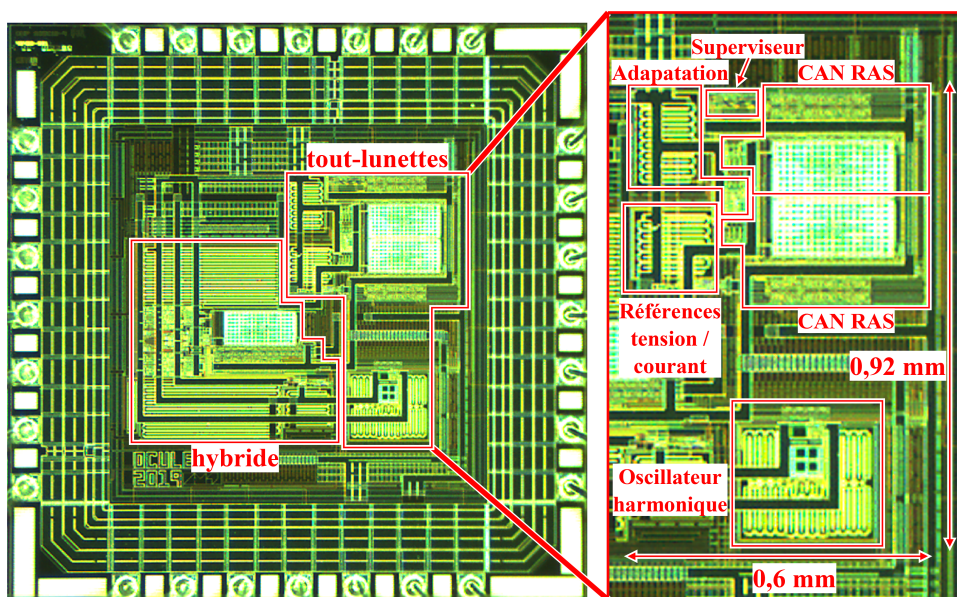 tout-lunettes
hybride
OCULE
2019
Superviseur
Adapatation
CAN RAS
Références
tension /
courant
CAN RAS
0,92 mm
Oscillateur
harmonique
0,6 mm